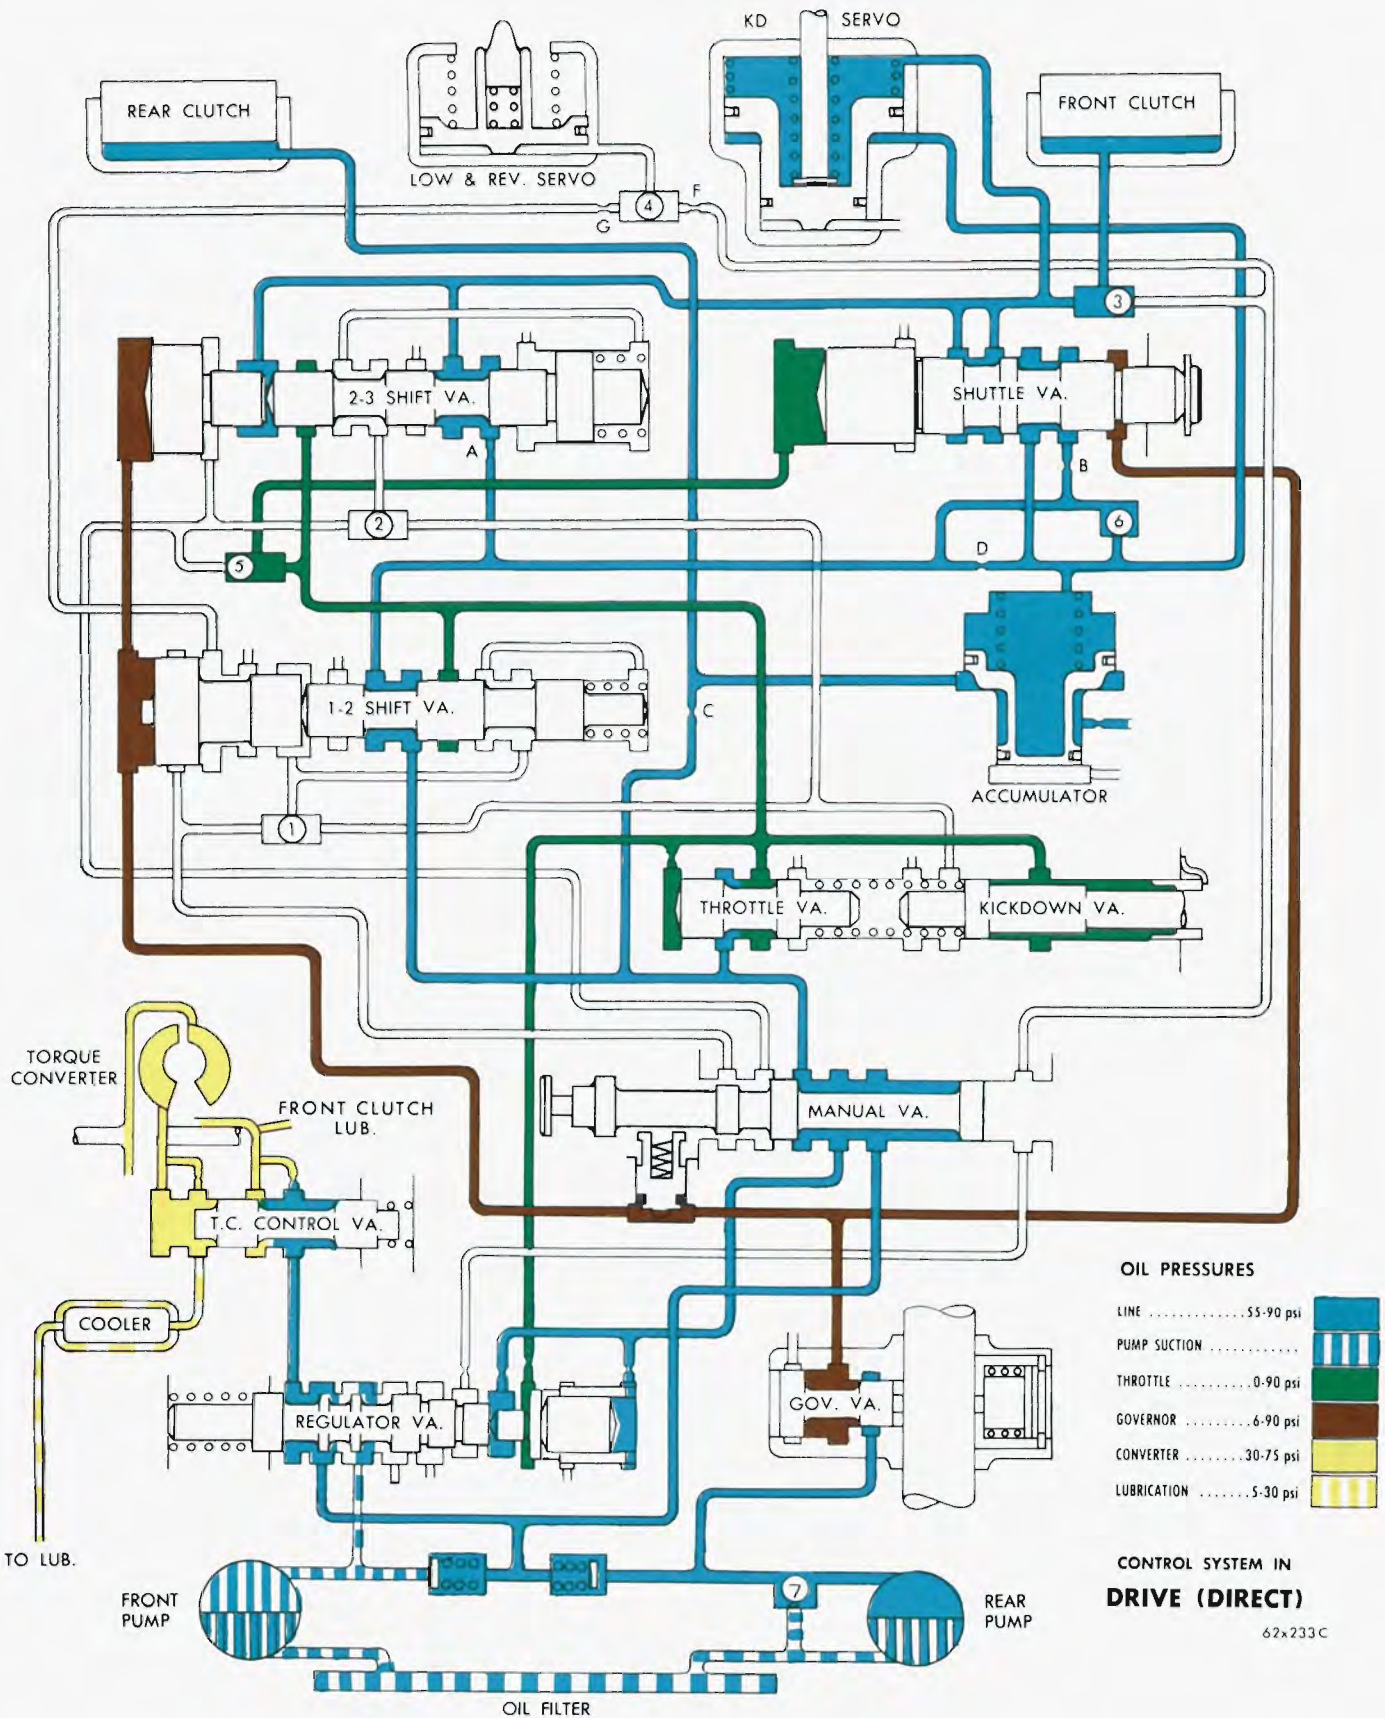 KD SERVO
REAR CLUTCH
FRONT CLUTCH
LOW & REV. SERVO
4
F
G
3
2-3 SHIFT VA.
SHUTTLE VA.
A
B
2
6
5
D
1-2 SHIFT VA.
C
ACCUMULATOR
1
THROTTLE VA.
KICKDOWN VA.
TORQUE
CONVERTER
FRONT CLUTCH
LUB.
MANUAL VA.
T.C. CONTROL VA.
COOLER
OIL PRESSURES
LINE .............55-90 psi
PUMP SUCTION ............
THROTTLE ..........0-90 psi
GOVERNOR .........6-90 psi
CONVERTER ........30-75 psi
LUBRICATION .......5-30 psi
REGULATOR VA.
GOV. VA.
TO LUB.
FRONT
PUMP
7
REAR
PUMP
OIL FILTER
CONTROL SYSTEM IN
DRIVE (DIRECT)
62x233C